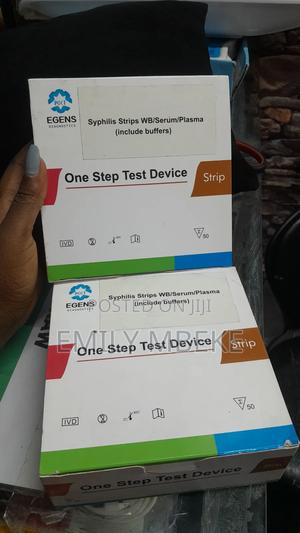 PGCL
EGENS
DIAGNOSTICS
Syphilis Strips WB/Serum/Plasma
(include buffers)
One Step Test Device
Strip
IVD
50
EGENS
DIAGNOSTICS
Syphilis Strips WB/Serum/Plasma
(include buffers)
POSTED ON JIJI
EMILY MBEKE
One Step Test Device
Strip
IVD
50
One Step Test Device